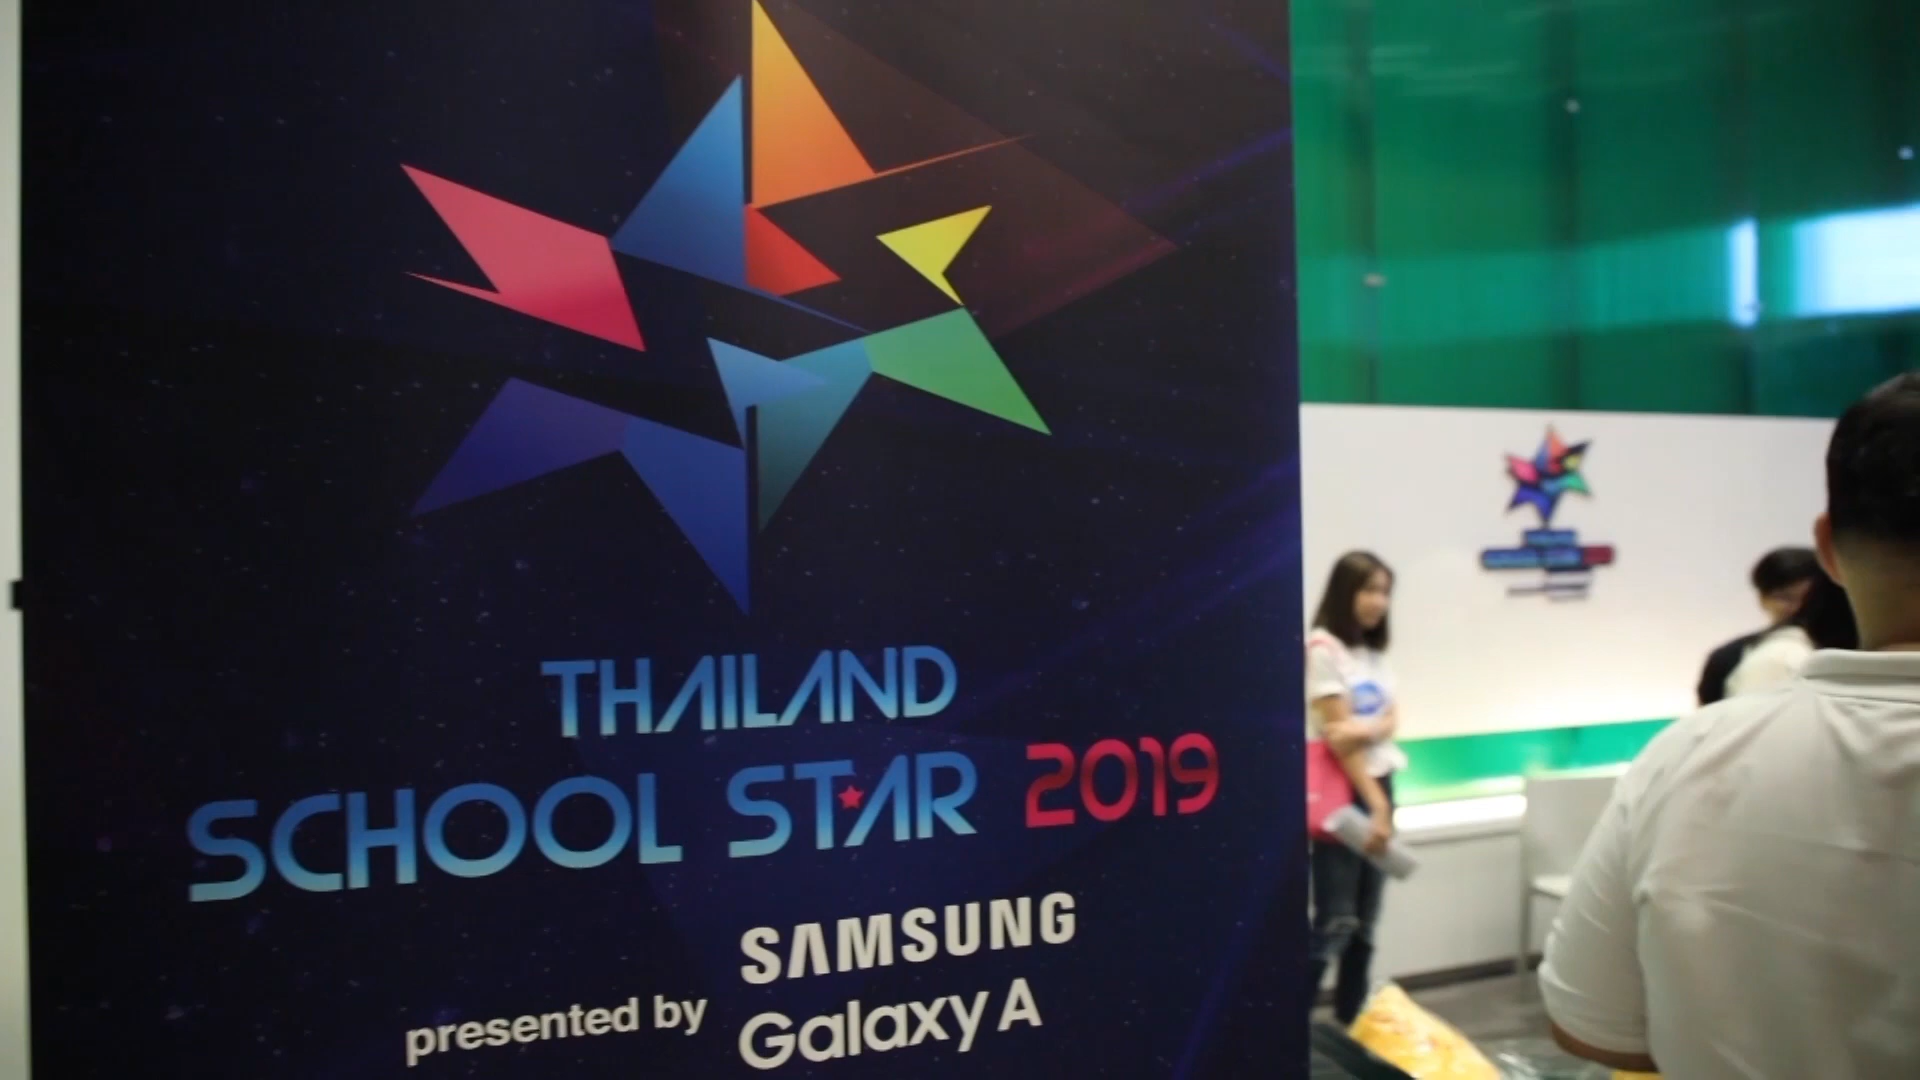 THAILAND
SCHOOL STAR 2019
presented by SAMSUNG
Galaxy A